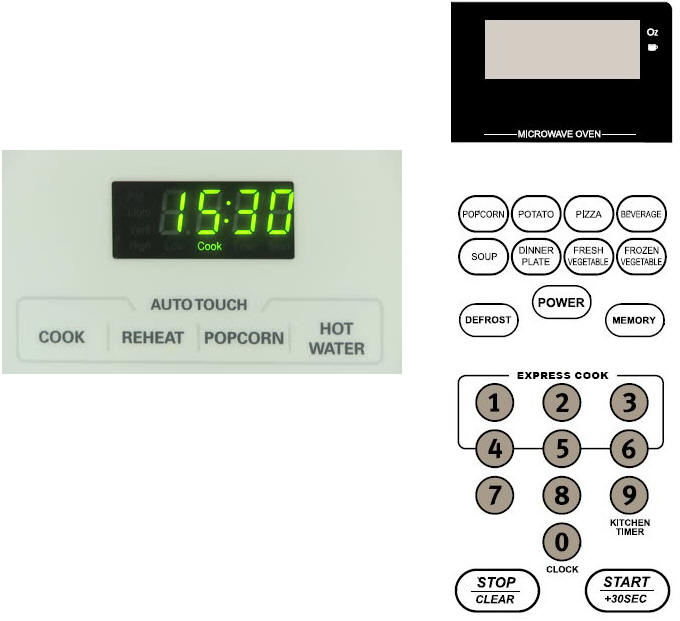 15:30
Cook
AUTO TOUCH
COOK REHEAT POPCORN HOT WATER
Oz
MICROWAVE OVEN
POPCORN POTATO PIZZA BEVERAGE
SOUP DINNER PLATE FRESH VEGETABLE FROZEN VEGETABLE
POWER
DEFROST MEMORY
EXPRESS COOK
1 2 3
4 5 6
7 8 9
KITCHEN TIMER
0
CLOCK
STOP START
CLEAR +30SEC